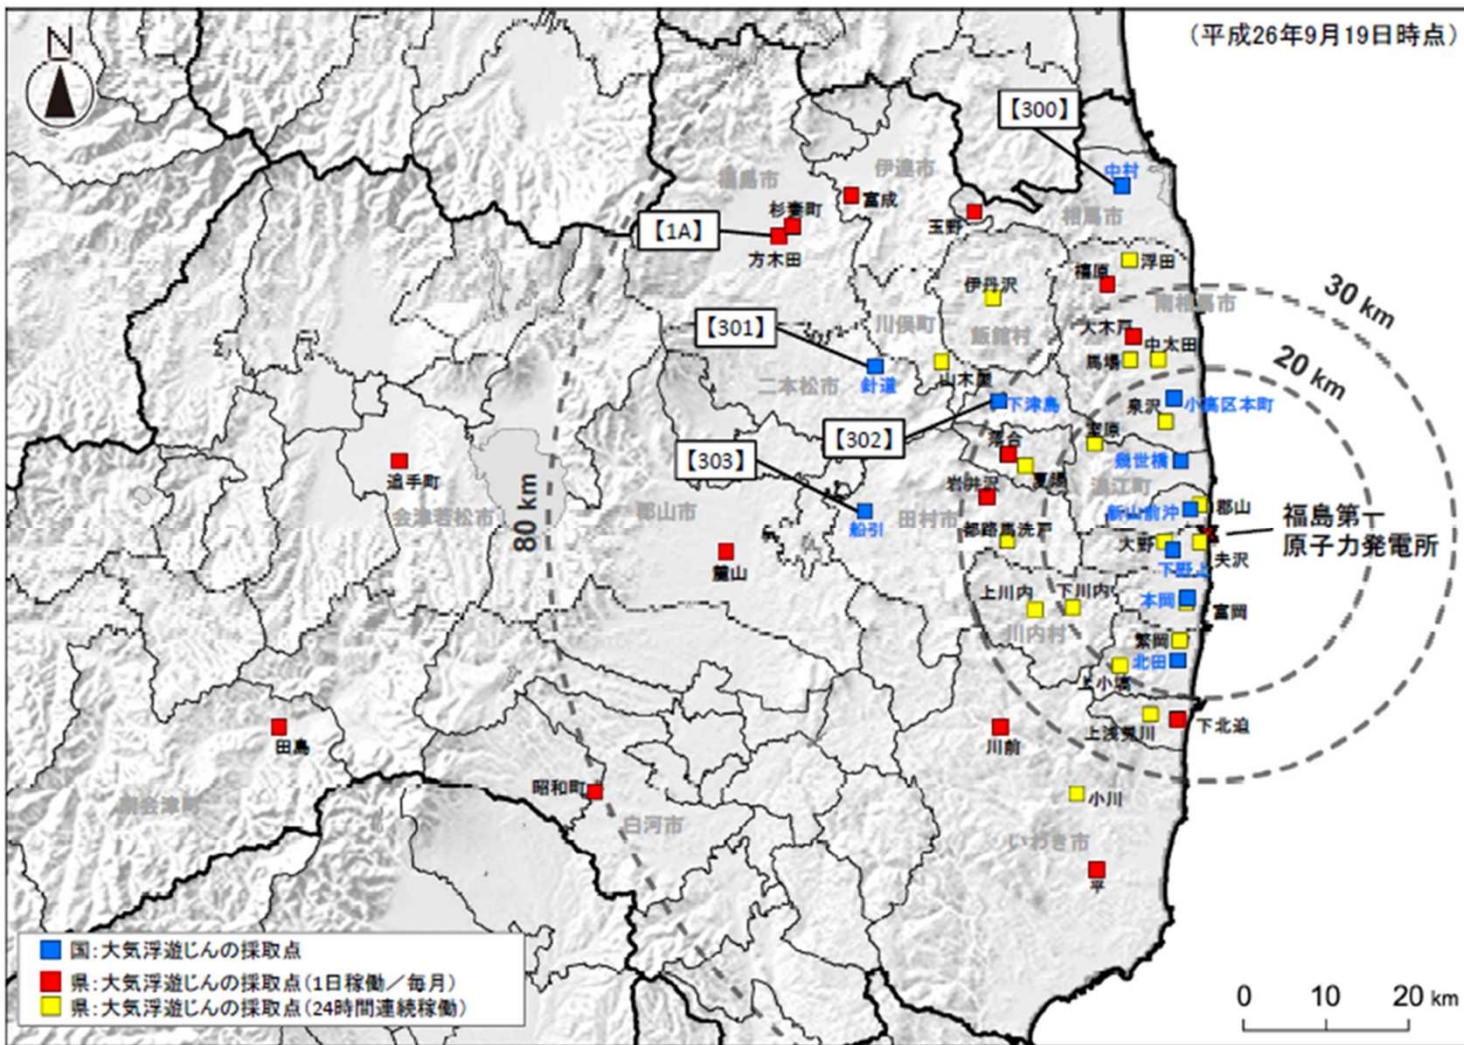 (平成26年9月19日時点)
N
【300】
中村
伊達市
福島市
富成
杉妻町
相馬市
玉野
【1A】
方木田
浮田
橲原
伊丹沢
30 km
南相馬市
【301】
川俣町
飯舘村
大木戸
中太田
馬場
20 km
針道
二本松市
山木屋
下津島
泉沢
小高区本町
【302】
室原
落合
幾世橋
【303】
夏湯
追手町
岩井沢
浪江町
80 km
会津若松市
郡山市
田村市
新山前沖
郡山
船引
都路馬洗戸
福島第一
原子力発電所
大野
夫沢
下野上
麓山
上川内
下川内
本岡
富岡
川内村
繁岡
北田
上小塙
田島
川前
上浅見川
下北迫
昭和町
小川
南会津町
白河市
いわき市
平
国:大気浮遊じんの採取点
県:大気浮遊じんの採取点(1日稼働/毎月)
県:大気浮遊じんの採取点(24時間連続稼働)
0 10 20 km